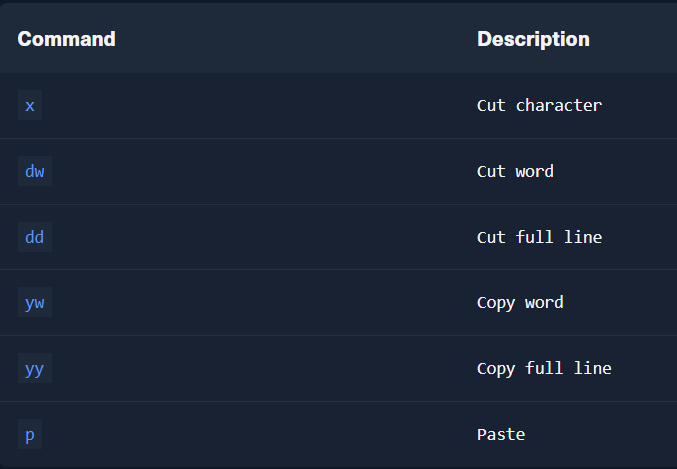 Command Description
x Cut character
dw Cut word
dd Cut full line
yw Copy word
yy Copy full line
p Paste